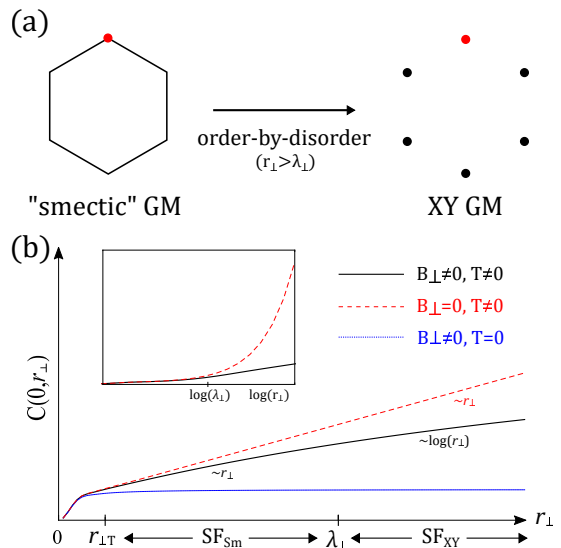 (a)
order-by-disorder
(r⊥>λ⊥)
"smectic" GM
XY GM
(b)
B⊥≠0, T≠0
B⊥=0, T≠0
B⊥≠0, T=0
log(λ⊥)
log(r⊥)
C(0,r⊥)
~r⊥
~log(r⊥)
~r⊥
0
r⊥T
SFSm
λ⊥
SFXY
r⊥